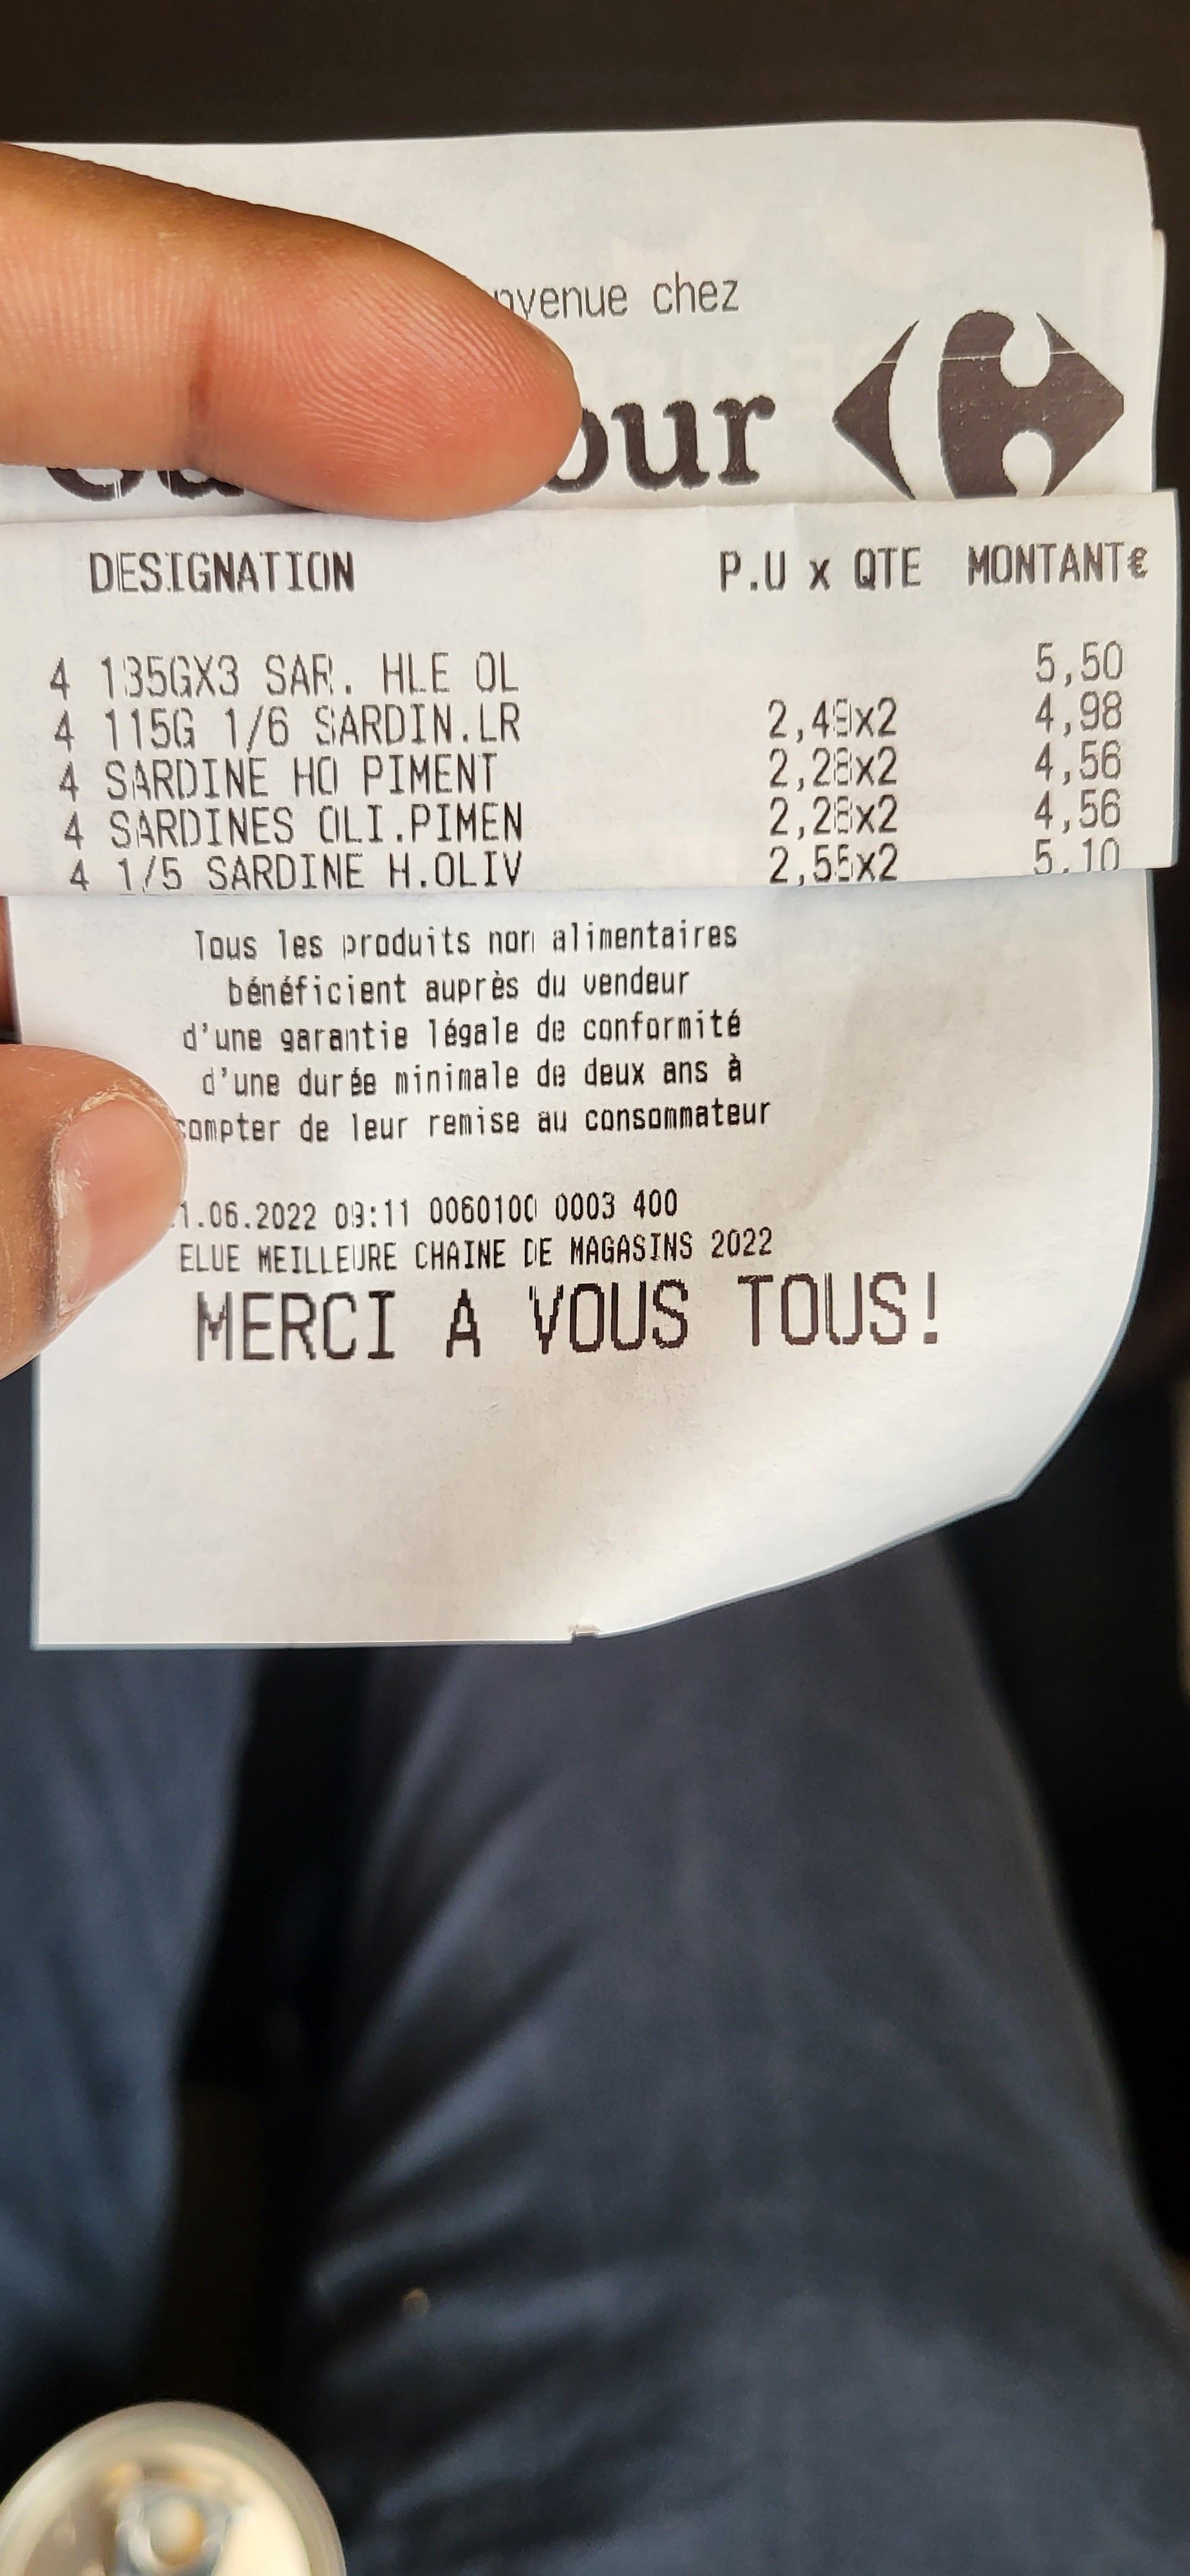 chez
DESIGNATION P.U x QTE MONTANT€
4 135GX3 SAR. HLE OL 5,50
4 115G 1/6 SARDIN.LR 2,49x2 4,98
4 SARDINE HO PIMENT 2,28x2 4,56
4 SARDINES OLI.PIMEN 2,28x2 4,56
4 1/5 SARDINE H.OLIV 2,55x2 5,10
Tous les produits non alimentaires
bénéficient auprès du vendeur
d'une garantie légale de conformité
d'une durée minimale de deux ans à
compter de leur remise au consommateur
1.06.2022 09:11 0060100 0003 400
ELUE MEILLEURE CHAINE DE MAGASINS 2022
MERCI A VOUS TOUS!